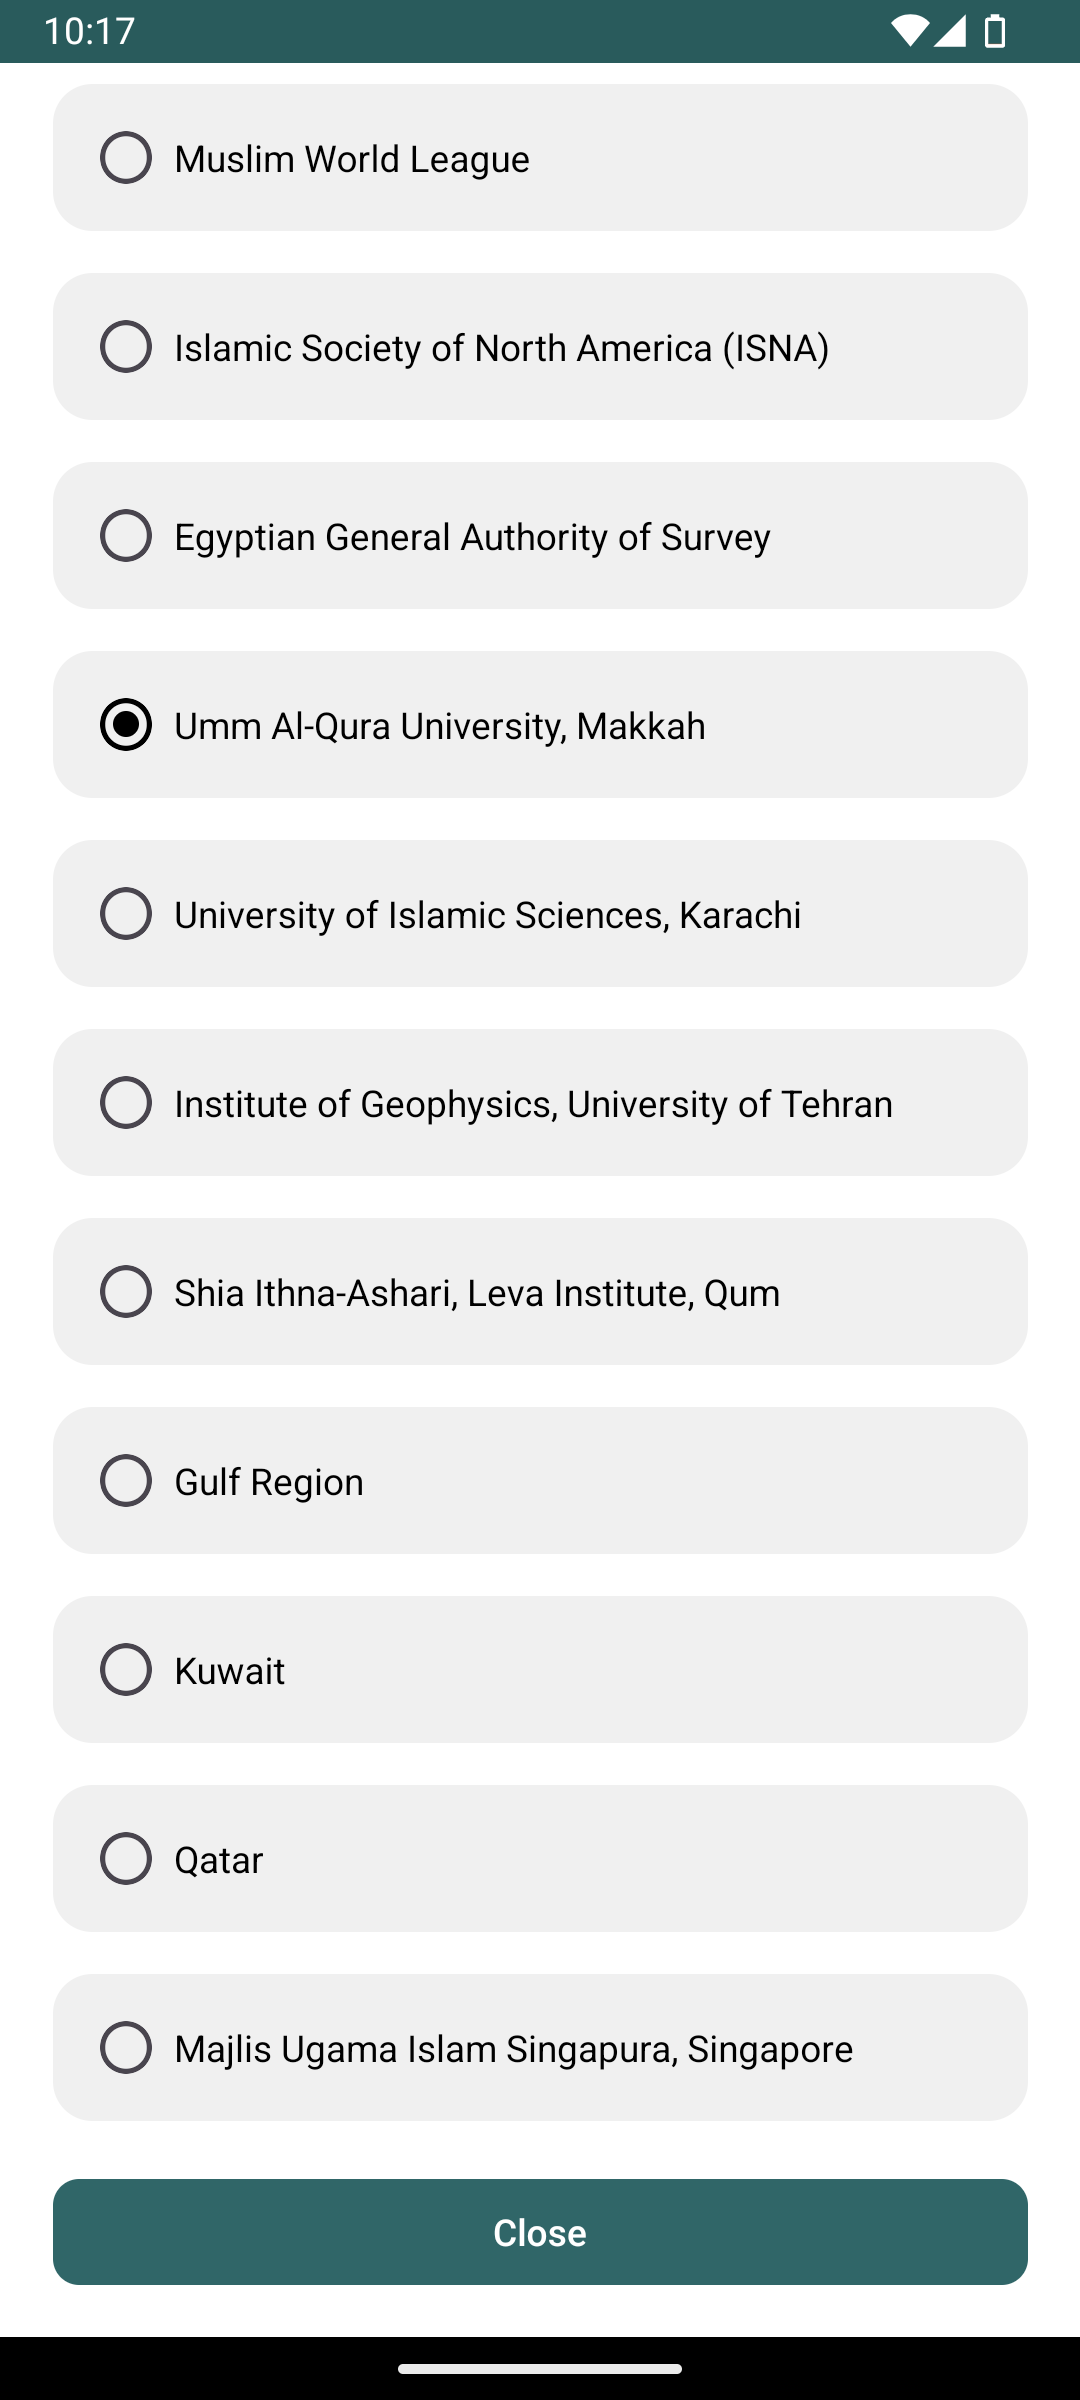 10:17
Muslim World League
Islamic Society of North America (ISNA)
Egyptian General Authority of Survey
Umm Al-Qura University, Makkah
University of Islamic Sciences, Karachi
Institute of Geophysics, University of Tehran
Shia Ithna-Ashari, Leva Institute, Qum
Gulf Region
Kuwait
Qatar
Majlis Ugama Islam Singapura, Singapore
Close